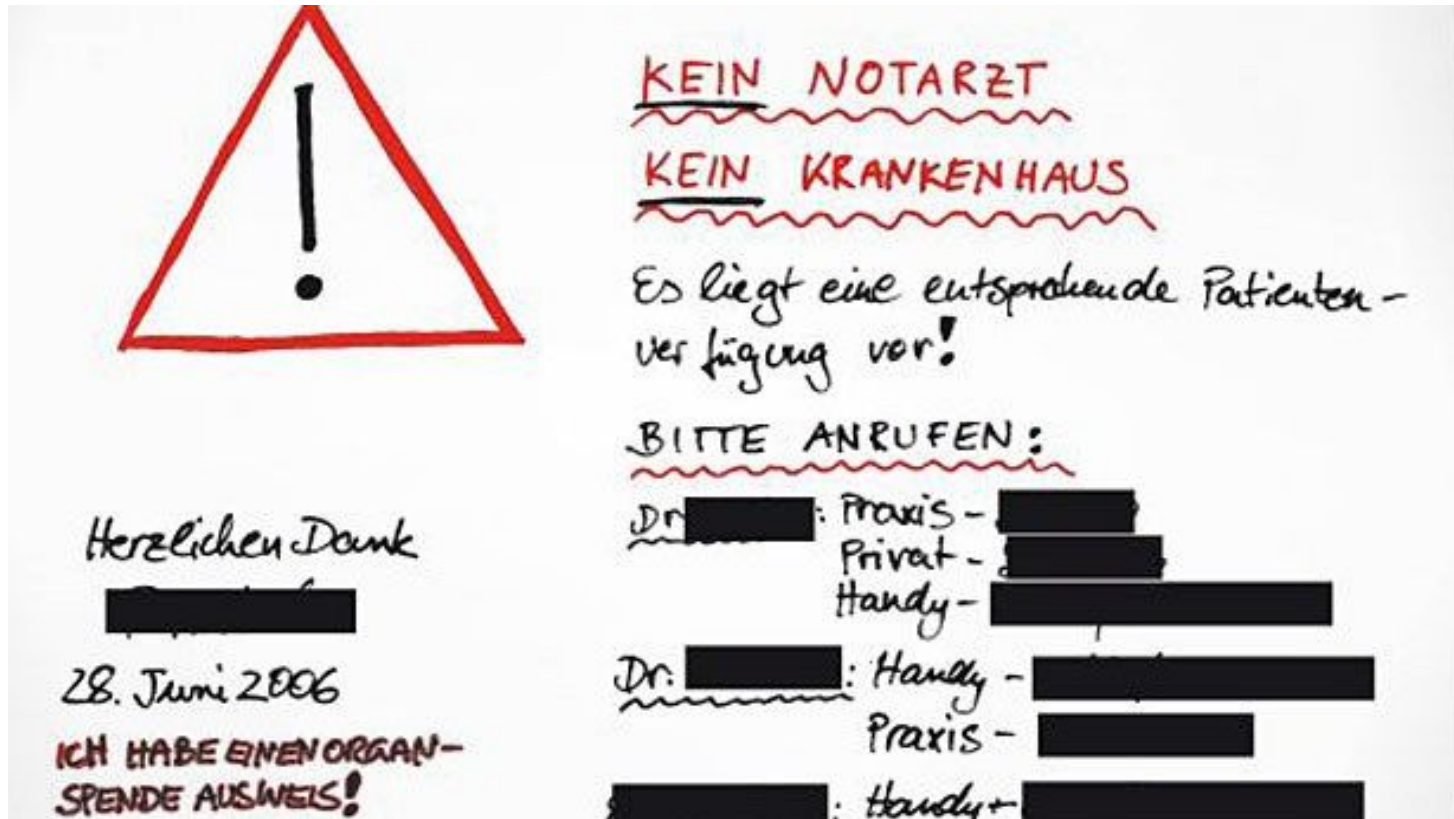 KEIN NOTARZT
KEIN KRANKENHAUS
Es liegt eine entsprechende Patienten-
verfügung vor!
BITTE ANRUFEN:
Dr : Praxis -
Privat -
Handy -
Dr. : Handy -
Praxis -
: Handy -
Herzlichen Dank
28. Juni 2006
ICH HABE EINEN ORGAN-
SPENDE AUSWEIS!